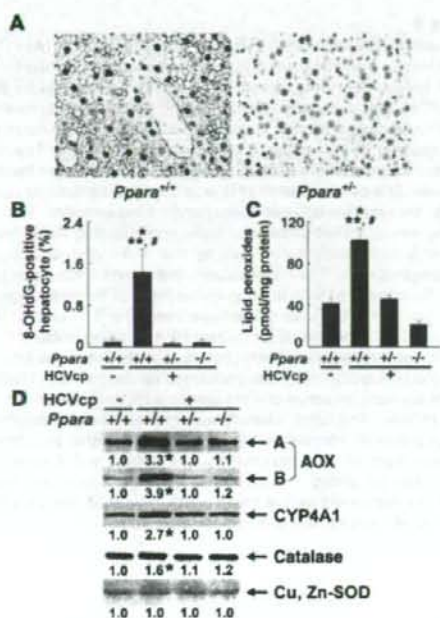 A
Ppara+/+ Ppara+/-
B
8-OHdG-positive
hepatocyte (%)
2.4
1.6
0.8
0
*
**, #
Ppara +/+ +/+ +/- -/-
HCVcp - +
C
Lipid peroxides
(pmol/mg protein)
120
80
40
0
*
**, #
Ppara +/+ +/+ +/- -/-
HCVcp - +
D
HCVcp - +
Ppara +/+ +/+ +/- -/-
A
1.0 3.3* 1.0 1.1
AOX
B
1.0 3.9* 1.0 1.2
CYP4A1
1.0 2.7* 1.0 1.0
Catalase
1.0 1.6* 1.1 1.2
Cu, Zn-SOD
1.0 1.0 1.0 1.0